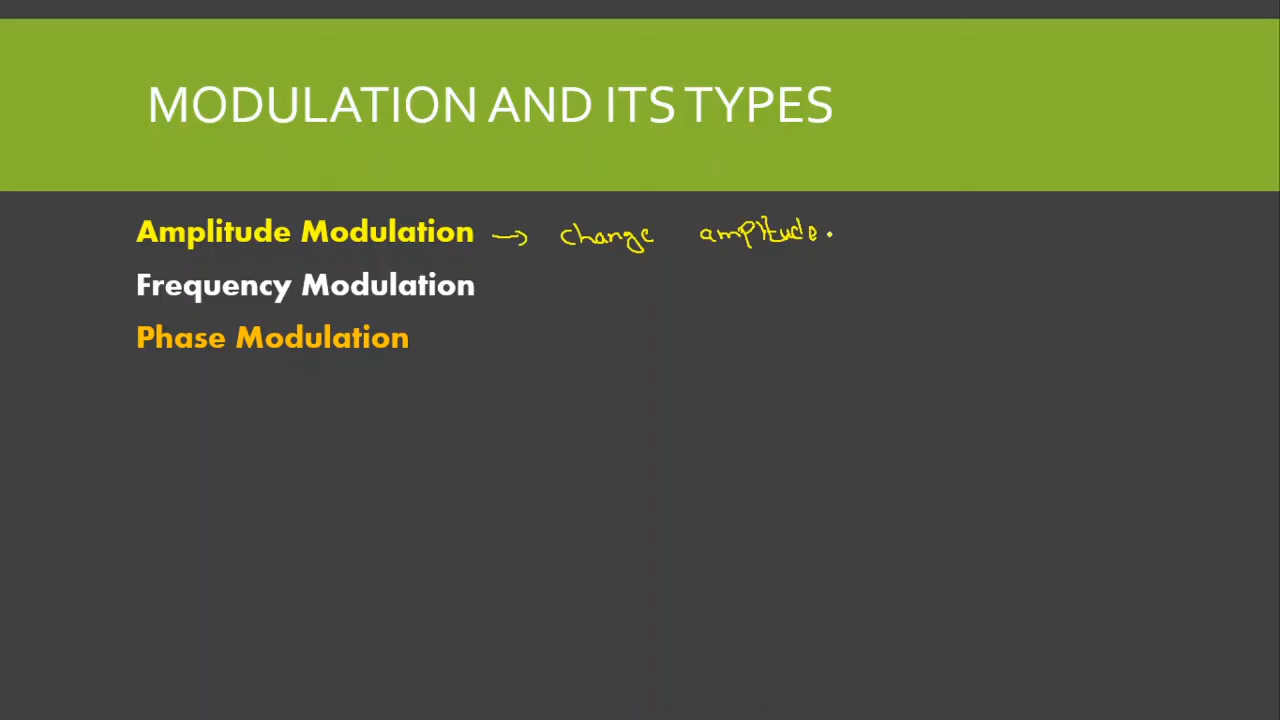 MODULATION AND ITS TYPES
Amplitude Modulation → change amplitude.
Frequency Modulation
Phase Modulation